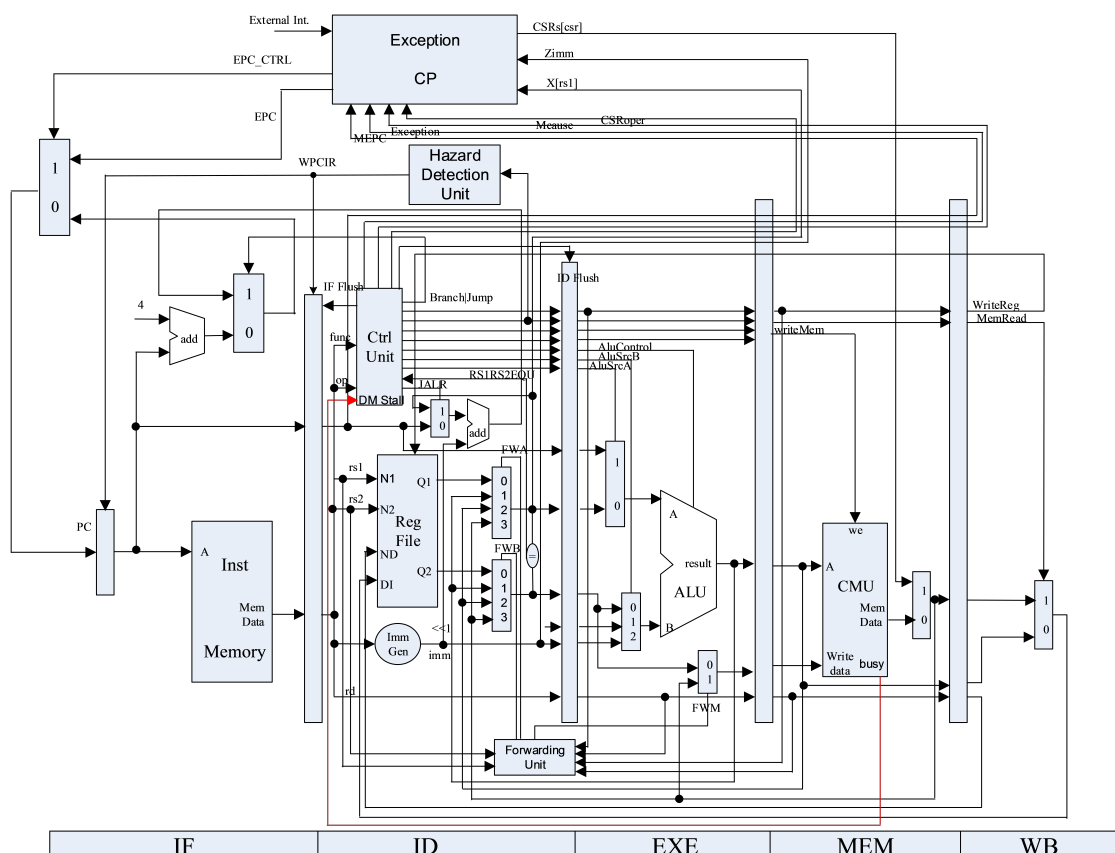 External Int.
Exception
CP
CSRs[csr]
Zimm
X[rs1]
EPC_CTRL
EPC
MEPC
Exception
Mcause
CSRoper
1
0
WPCIR
Hazard
Detection
Unit
1
0
4
add
IF Flush
ID Flush
Branch|Jump
func
Ctrl
Unit
op
DM Stall
JALR
RS1RS2EQU
1
0
add
AluControl
AluSrcB
AluSrcA
writeMem
WriteReg
MemRead
PC
A
Inst
Mem
Data
Memory
rs1
rs2
N1
N2
ND
DI
Q1
Q2
Reg
File
FWA
0
1
2
3
FWB
0
1
2
3
=
Imm
Gen
<<1
imm
rd
1
0
0
1
2
A
B
result
ALU
0
1
FWM
Forwarding
Unit
we
A
CMU
Mem
Data
Write
data
busy
1
0
1
0
IF
ID
EXE
MEM
WB